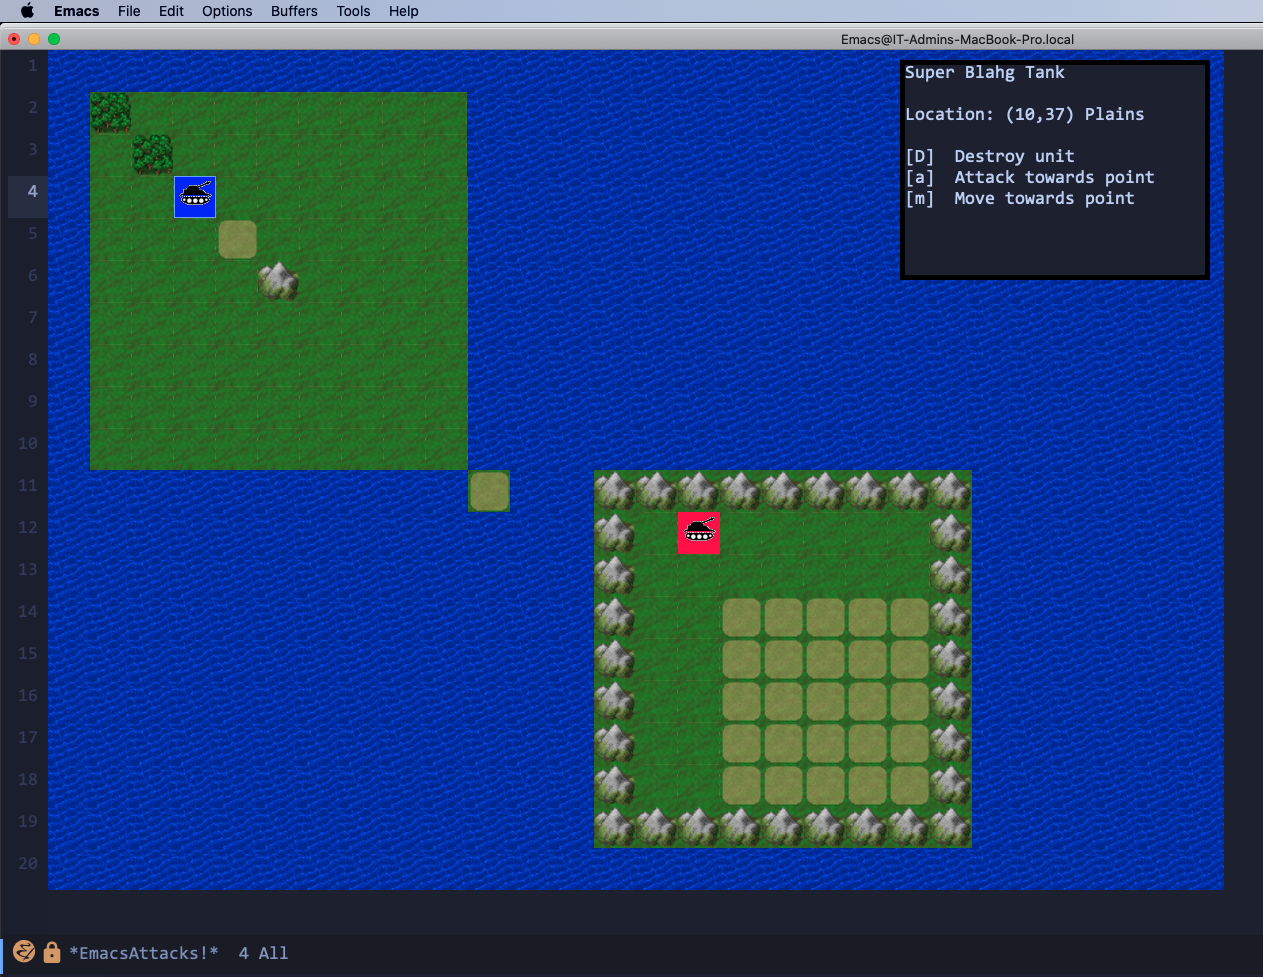 Emacs File Edit Options Buffers Tools Help
Emacs@IT-Admins-MacBook-Pro.local
1
2
3
4
5
6
7
8
9
10
11
12
13
14
15
16
17
18
19
20
Super Blahg Tank
Location: (10,37) Plains
[D] Destroy unit
[a] Attack towards point
[m] Move towards point
*EmacsAttacks!* 4 All